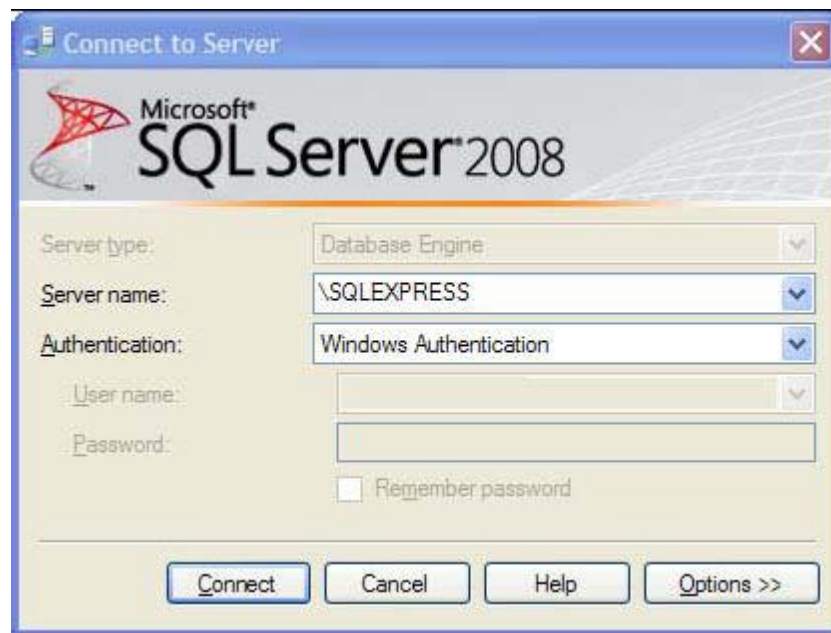 Connect to Server
Microsoft®
SQL Server® 2008
™
Server type: Database Engine
Server name: \SQLEXPRESS
Authentication: Windows Authentication
User name:
Password:
Remember password
Connect Cancel Help Options >>